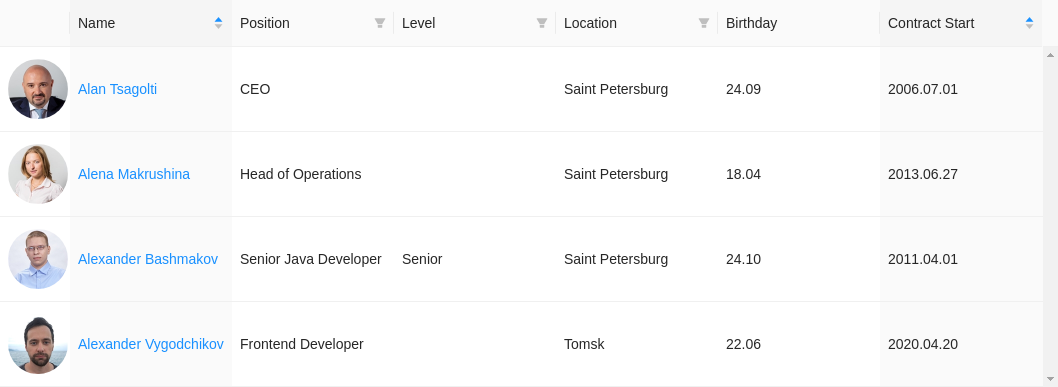 Name Position Level Location Birthday Contract Start
Alan Tsagolti CEO Saint Petersburg 24.09 2006.07.01
Alena Makrushina Head of Operations Saint Petersburg 18.04 2013.06.27
Alexander Bashmakov Senior Java Developer Senior Saint Petersburg 24.10 2011.04.01
Alexander Vygodchikov Frontend Developer Tomsk 22.06 2020.04.20